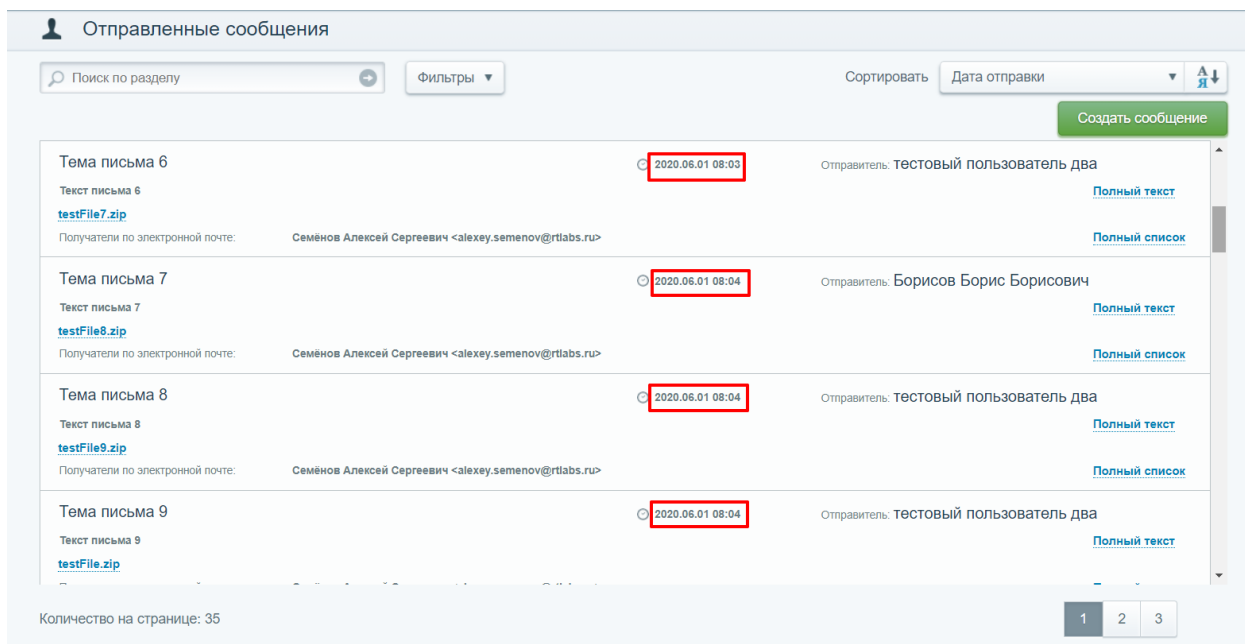 Отправленные сообщения
Поиск по разделу Фильтры ▼ Сортировать Дата отправки ▼ А Я
Создать сообщение
Тема письма 6 2020.06.01 08:03 Отправитель: тестовый пользователь два
Текст письма 6 Полный текст
testFile7.zip
Получатели по электронной почте: Семёнов Алексей Сергеевич <alexey.semenov@rtlabs.ru> Полный список
Тема письма 7 2020.06.01 08:04 Отправитель: Борисов Борис Борисович
Текст письма 7 Полный текст
testFile8.zip
Получатели по электронной почте: Семёнов Алексей Сергеевич <alexey.semenov@rtlabs.ru> Полный список
Тема письма 8 2020.06.01 08:04 Отправитель: тестовый пользователь два
Текст письма 8 Полный текст
testFile9.zip
Получатели по электронной почте: Семёнов Алексей Сергеевич <alexey.semenov@rtlabs.ru> Полный список
Тема письма 9 2020.06.01 08:04 Отправитель: тестовый пользователь два
Текст письма 9 Полный текст
testFile.zip
Количество на странице: 35 1 2 3